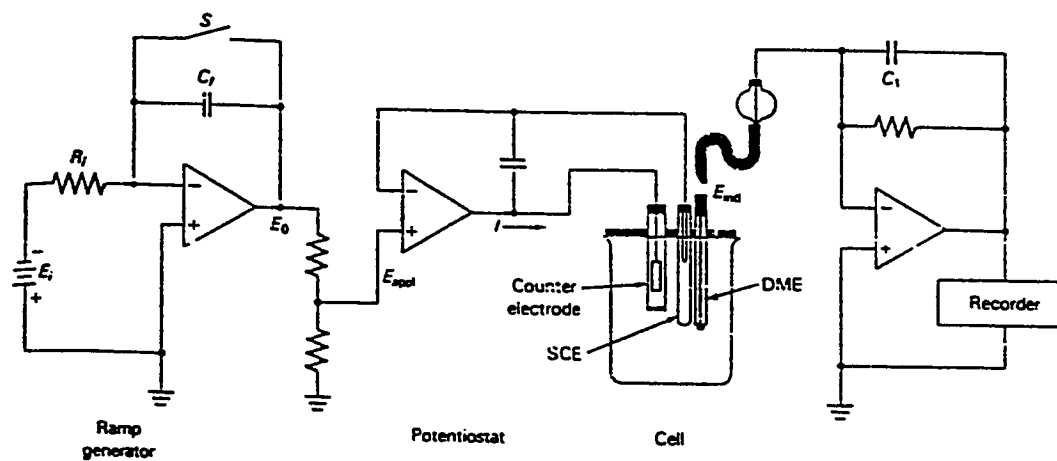 S
C_f
R_i
−
+
E_0
−
E_i
+
E_appl
−
+
I
Counter
electrode
SCE
DME
E_ind
C_1
−
+
Recorder
Ramp
generator
Potentiostat
Cell